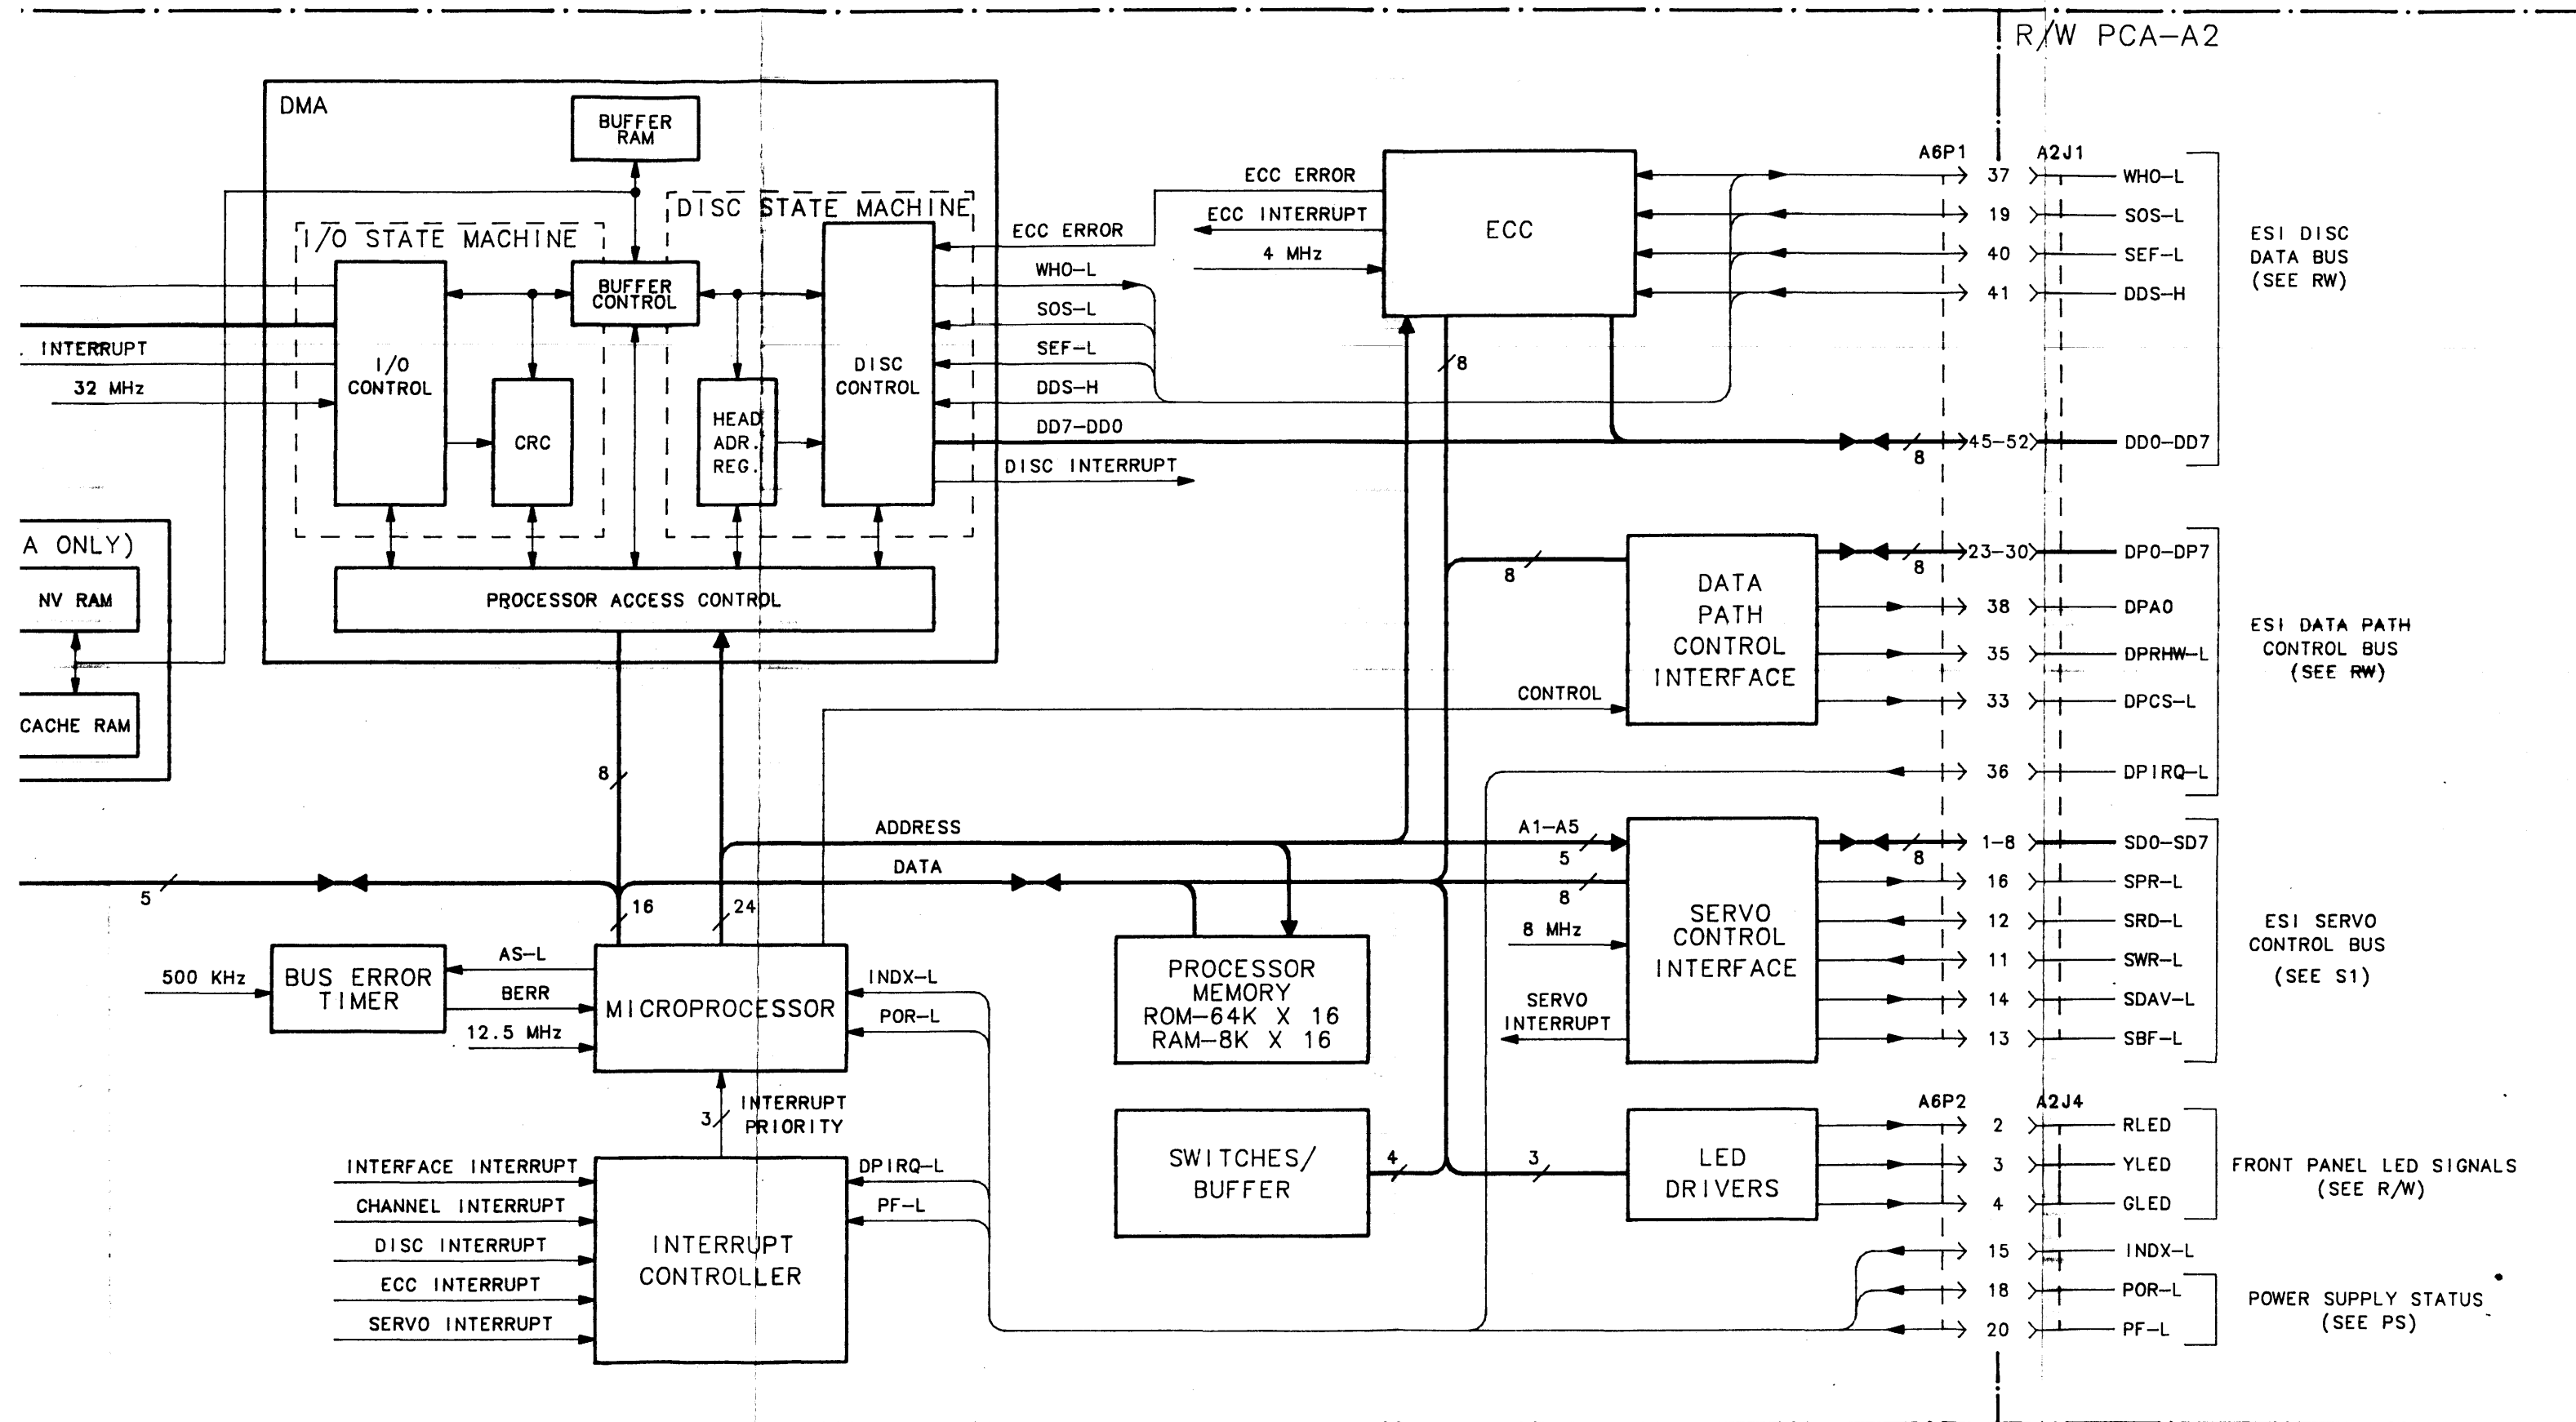 R/W PCA-A2
DMA
BUFFER
RAM
DISC STATE MACHINE
I/O STATE MACHINE
BUFFER
CONTROL
I/O
CONTROL
CRC
HEAD
ADR.
REG.
DISC
CONTROL
PROCESSOR ACCESS CONTROL
INTERRUPT
32 MHz
A ONLY)
NV RAM
CACHE RAM
ECC ERROR
WHO-L
SOS-L
SEF-L
DDS-H
DD7-DD0
DISC INTERRUPT
ECC ERROR
ECC INTERRUPT
4 MHz
ECC
8
A6P1
A2J1
37 WHO-L
19 SOS-L
40 SEF-L
41 DDS-H
8 45-52 DD0-DD7
ESI DISC
DATA BUS
(SEE RW)
8
DATA
PATH
CONTROL
INTERFACE
CONTROL
8 23-30 DP0-DP7
38 DPA0
35 DPRHW-L
33 DPCS-L
36 DPIRQ-L
ESI DATA PATH
CONTROL BUS
(SEE RW)
8
ADDRESS
DATA
A1-A5
5
8
5
16
24
8 MHz
SERVO
INTERRUPT
SERVO
CONTROL
INTERFACE
8 1-8 SD0-SD7
16 SPR-L
12 SRD-L
11 SWR-L
14 SDAV-L
13 SBF-L
ESI SERVO
CONTROL BUS
(SEE S1)
500 KHz
BUS ERROR
TIMER
AS-L
BERR
12.5 MHz
MICROPROCESSOR
INDX-L
POR-L
PROCESSOR
MEMORY
ROM-64K X 16
RAM-8K X 16
3
INTERRUPT
PRIORITY
INTERFACE INTERRUPT
CHANNEL INTERRUPT
DISC INTERRUPT
ECC INTERRUPT
SERVO INTERRUPT
INTERRUPT
CONTROLLER
DPIRQ-L
PF-L
SWITCHES/
BUFFER
4
3
LED
DRIVERS
A6P2
A2J4
2 RLED
3 YLED
4 GLED
15 INDX-L
18 POR-L
20 PF-L
FRONT PANEL LED SIGNALS
(SEE R/W)
POWER SUPPLY STATUS
(SEE PS)